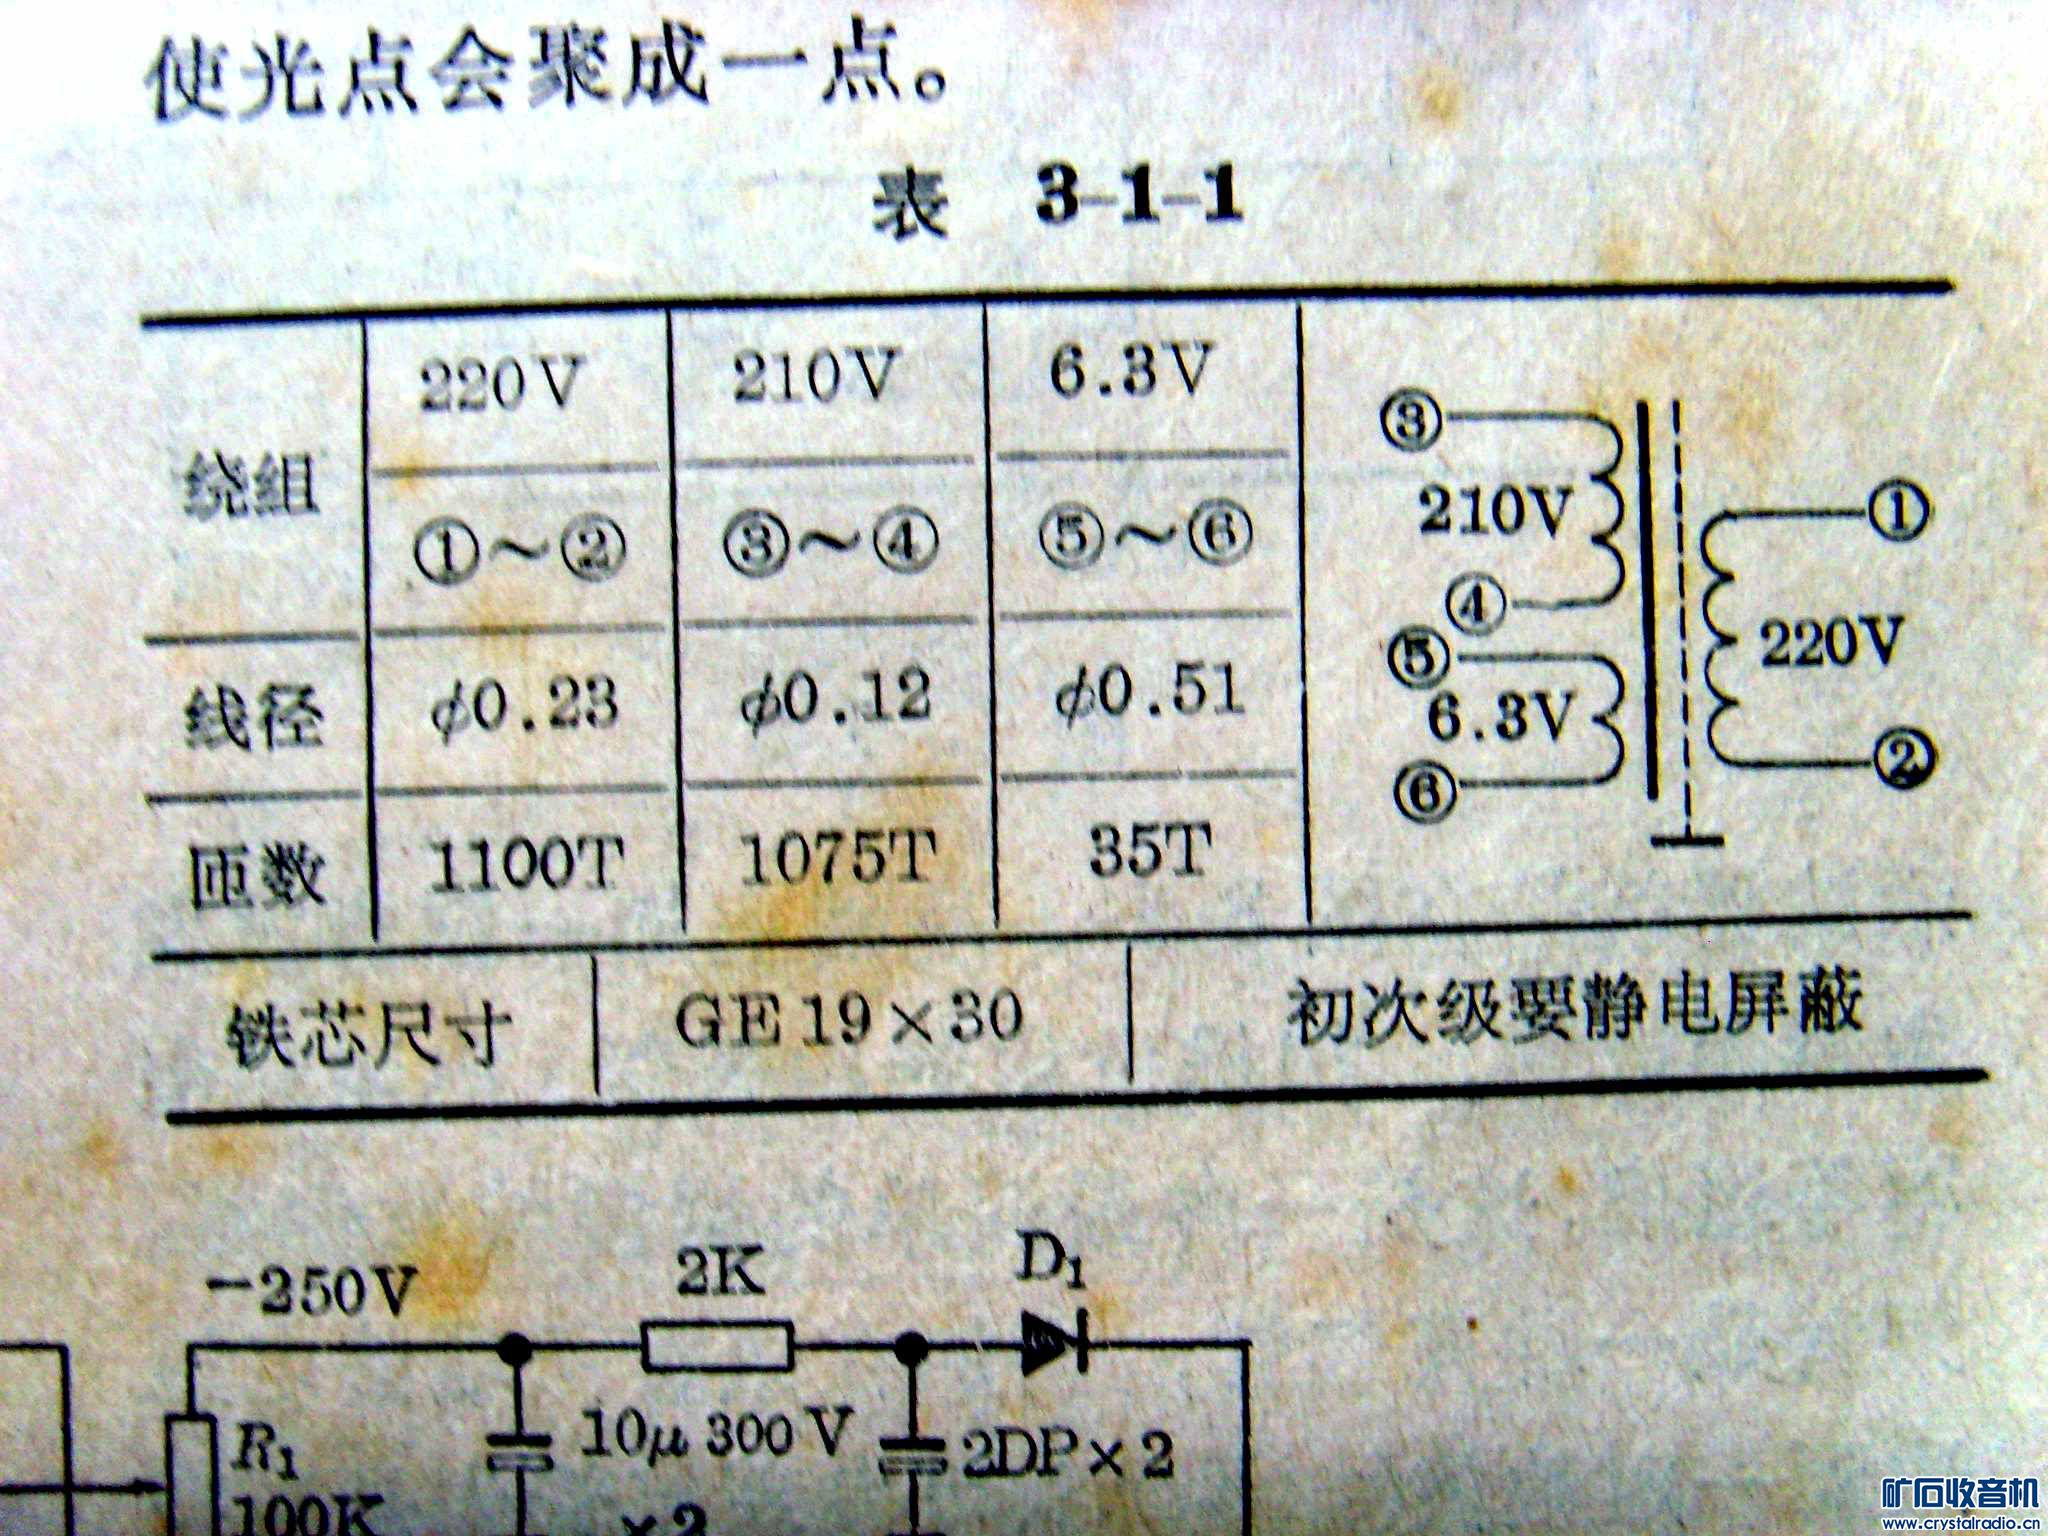 使光点会聚成一点。
表 3-1-1
绕组 220V 210V 6.3V
①~② ③~④ ⑤~⑥
线径 φ0.23 φ0.12 φ0.51
匝数 1100T 1075T 35T
③
210V
④
⑤
6.3V
⑥
①
220V
②
铁芯尺寸 GE19×30 初次级要静电屏蔽
-250V 2K D₁
R₁ 10μ 300V 2DP×2
100K ×2
矿石收音机
www.crystalradio.cn